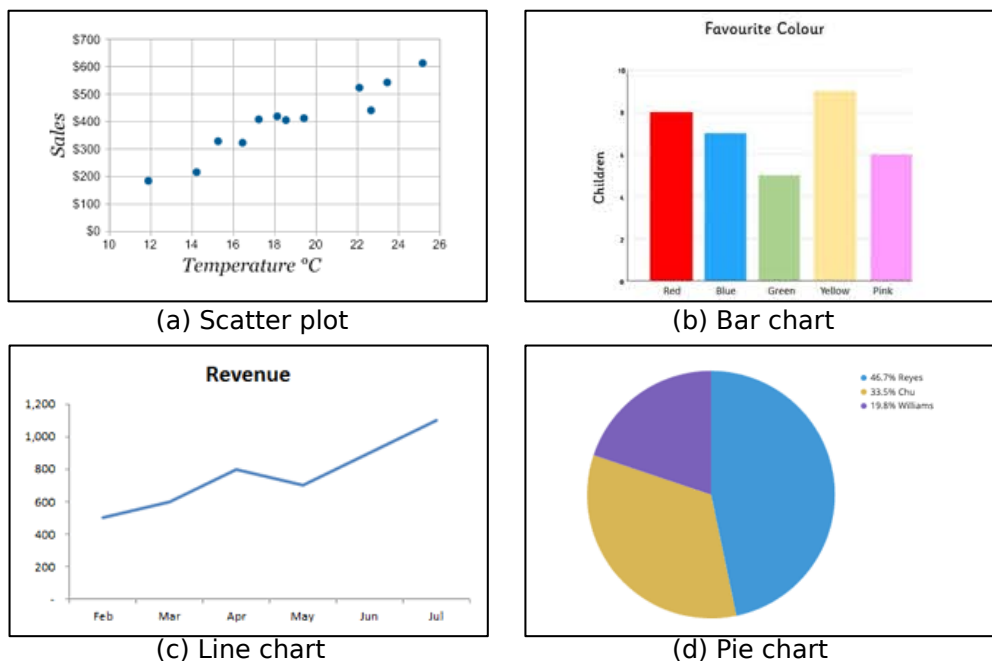 $700
$600
$500
$400
$300
$200
$100
$0
Sales
10 12 14 16 18 20 22 24 26
Temperature ºC
(a) Scatter plot
Favourite Colour
10
8
6
4
2
0
Children
Red Blue Green Yellow Pink
(b) Bar chart
Revenue
1,200
1,000
800
600
400
200
-
Feb Mar Apr May Jun Jul
(c) Line chart
46.7% Reyes
33.5% Chu
19.8% Williams
(d) Pie chart